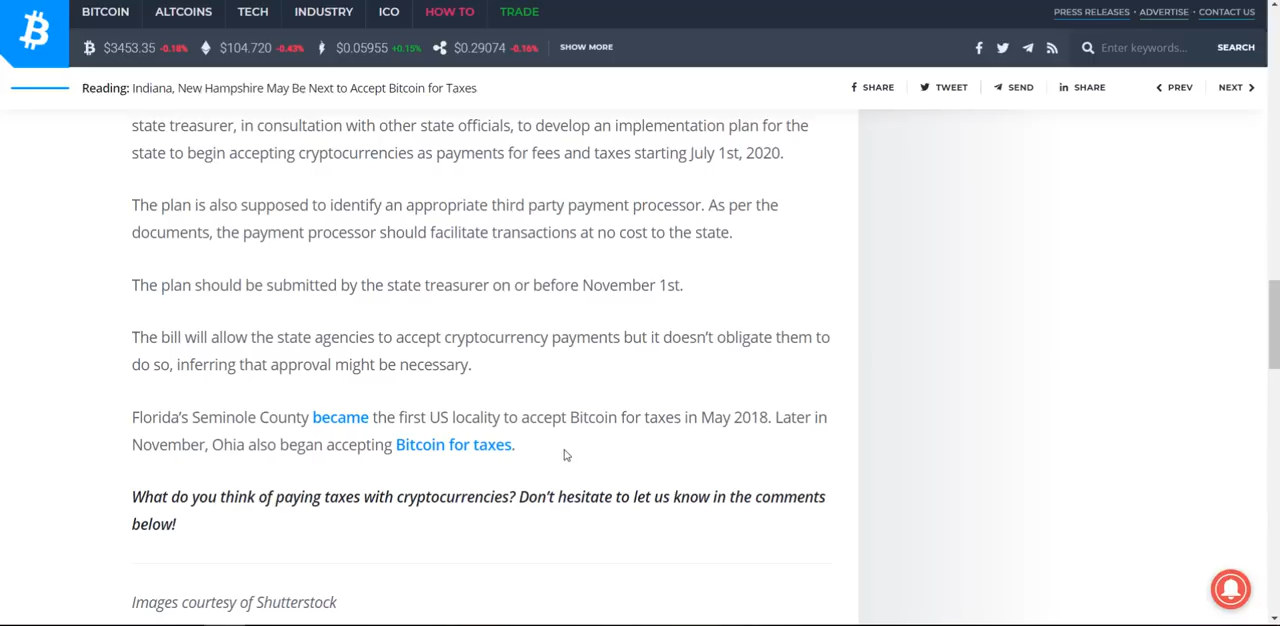 BITCOIN ALTCOINS TECH INDUSTRY ICO HOW TO TRADE PRESS RELEASES • ADVERTISE • CONTACT US
$3453.35 -0.18% $104.720 -0.43% $0.05955 +0.15% $0.29074 -0.16% SHOW MORE Enter keywords... SEARCH
Reading: Indiana, New Hampshire May Be Next to Accept Bitcoin for Taxes SHARE TWEET SEND SHARE PREV NEXT
state treasurer, in consultation with other state officials, to develop an implementation plan for the
state to begin accepting cryptocurrencies as payments for fees and taxes starting July 1st, 2020.
The plan is also supposed to identify an appropriate third party payment processor. As per the
documents, the payment processor should facilitate transactions at no cost to the state.
The plan should be submitted by the state treasurer on or before November 1st.
The bill will allow the state agencies to accept cryptocurrency payments but it doesn't obligate them to
do so, inferring that approval might be necessary.
Florida's Seminole County became the first US locality to accept Bitcoin for taxes in May 2018. Later in
November, Ohia also began accepting Bitcoin for taxes.
What do you think of paying taxes with cryptocurrencies? Don't hesitate to let us know in the comments
below!
Images courtesy of Shutterstock